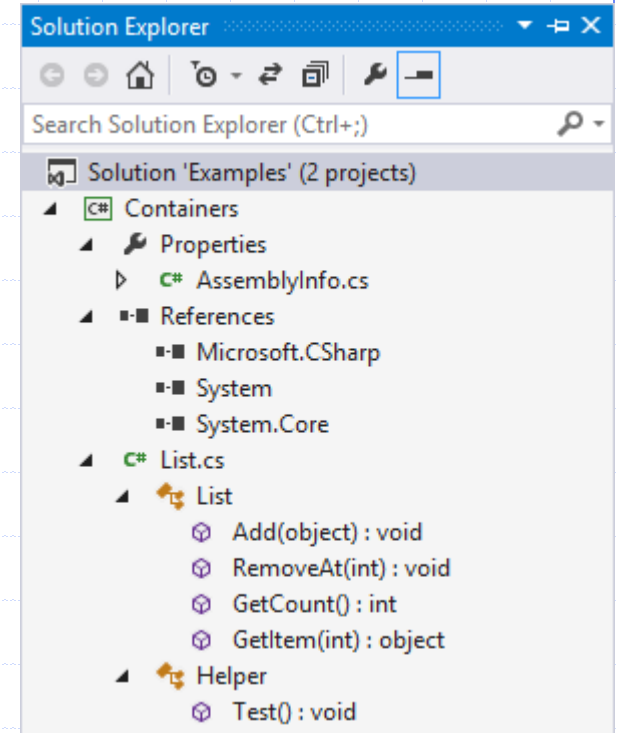 Solution Explorer
Search Solution Explorer (Ctrl+;)
Solution 'Examples' (2 projects)
C# Containers
Properties
C# AssemblyInfo.cs
References
Microsoft.CSharp
System
System.Core
C# List.cs
List
Add(object) : void
RemoveAt(int) : void
GetCount() : int
GetItem(int) : object
Helper
Test() : void